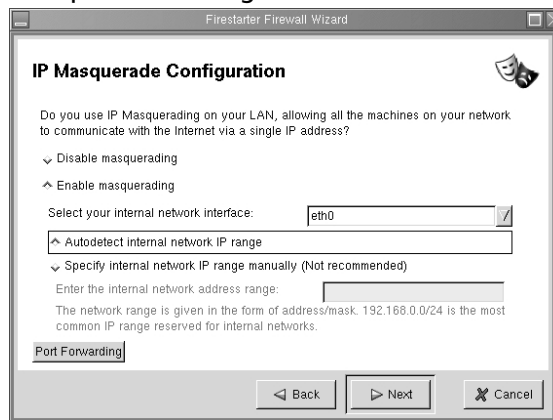 Firestarter Firewall Wizard
IP Masquerade Configuration
Do you use IP Masquerading on your LAN, allowing all the machines on your network
to communicate with the Internet via a single IP address?
Disable masquerading
Enable masquerading
Select your internal network interface:
eth0
Autodetect internal network IP range
Specify internal network IP range manually (Not recommended)
Enter the internal network address range:
The network range is given in the form of address/mask. 192.168.0.0/24 is the most
common IP range reserved for internal networks.
Port Forwarding
Back
Next
Cancel